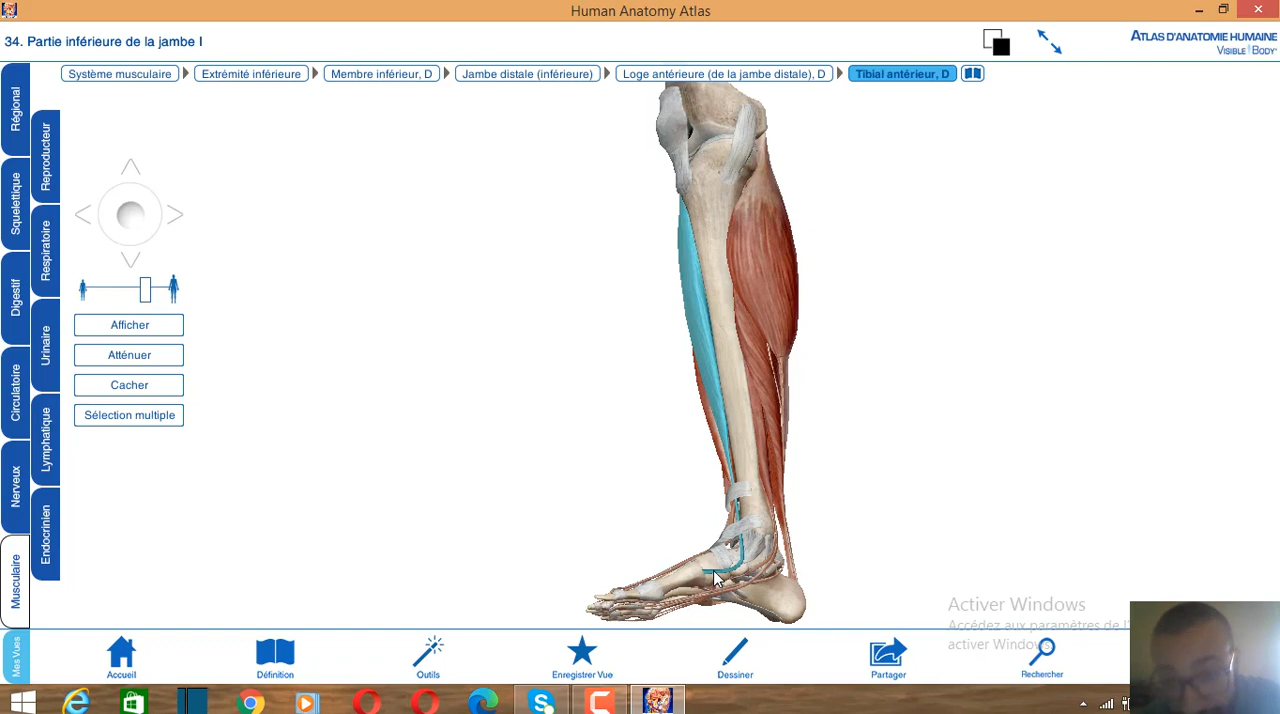 Human Anatomy Atlas
34. Partie inférieure de la jambe I
ATLAS D'ANATOMIE HUMAINE
VISIBLE BODY®
Système musculaire
Extrémité inférieure
Membre inférieur, D
Jambe distale (inférieure)
Loge antérieure (de la jambe distale), D
Tibial antérieur, D
Régional
Squelettique
Digestif
Circulatoire
Nerveux
Musculaire
Mes Vues
Reproducteur
Respiratoire
Urinaire
Lymphatique
Endocrinien
Afficher
Atténuer
Cacher
Sélection multiple
Activer Windows
Accédez aux paramètres de l'
activer Windows
Accueil
Définition
Outils
Enregistrer Vue
Dessiner
Partager
Rechercher